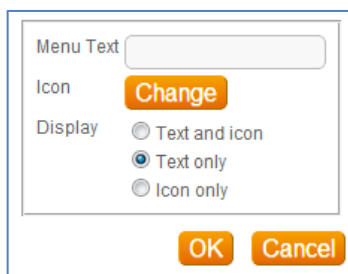 Menu Text
Icon Change
Display Text and icon
Text only
Icon only
OK Cancel